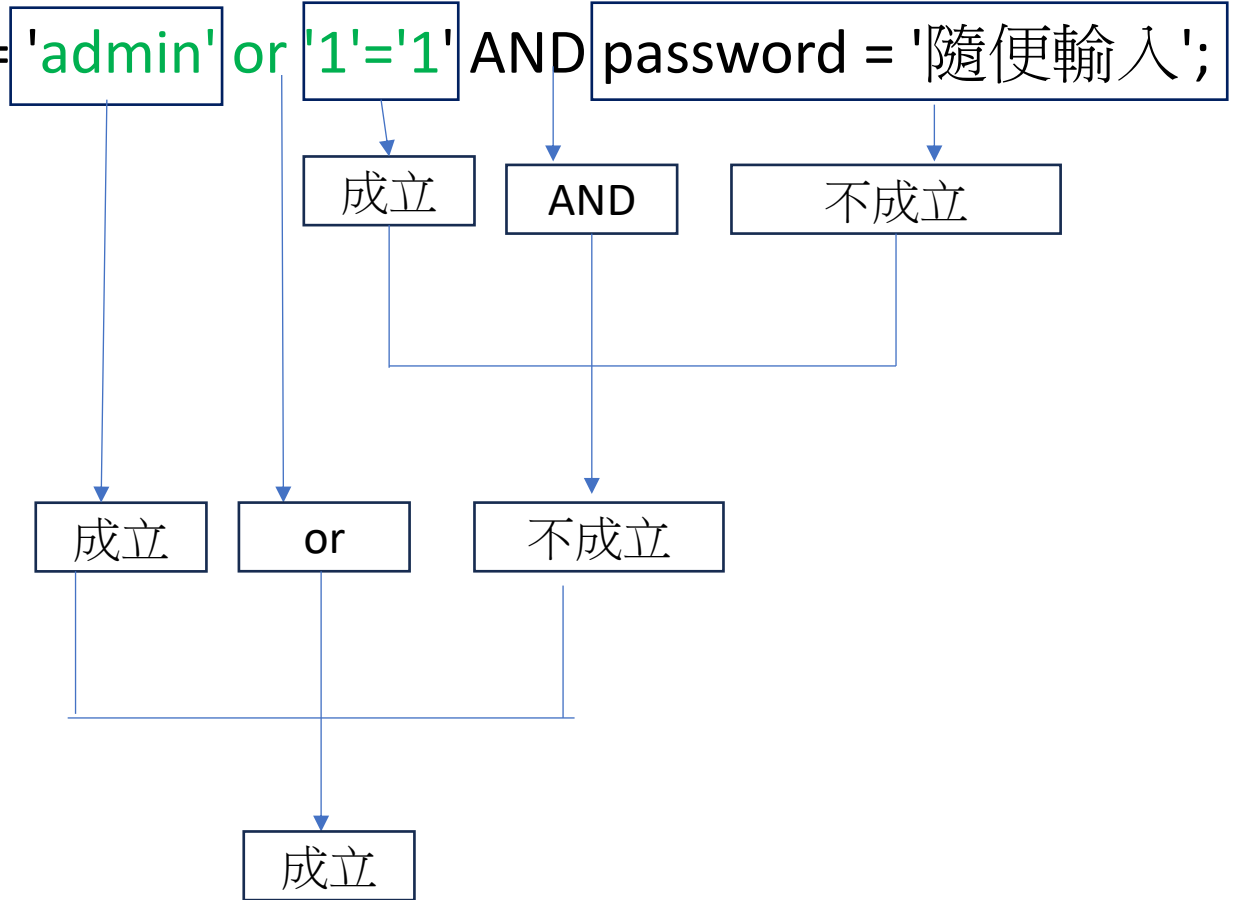 = 'admin' or '1'='1' AND password = '隨便輸入';
成立 AND 不成立
成立 or 不成立
成立